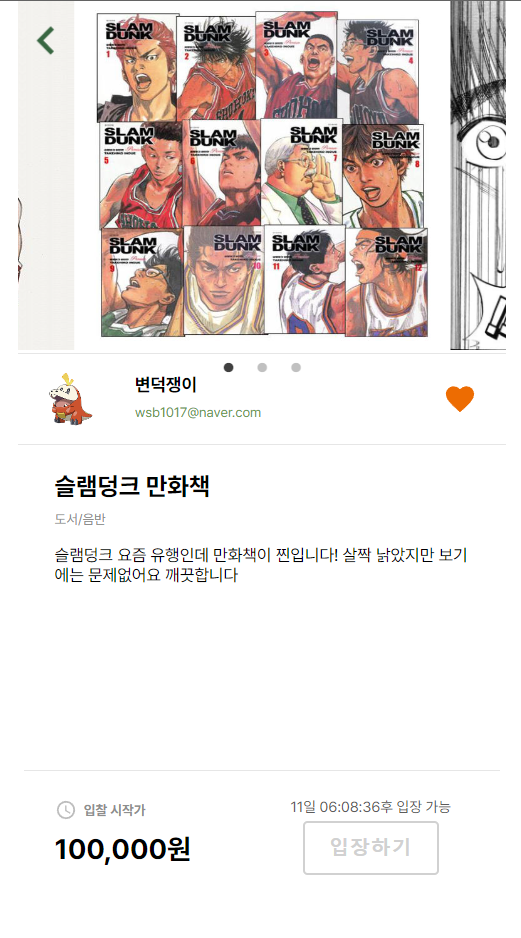 SLAM DUNK 1
SLAM DUNK 2
SLAM DUNK 3
SLAM DUNK 4
SLAM DUNK 5
SLAM DUNK 6
SLAM DUNK 7
SLAM DUNK 8
SLAM DUNK 9
SLAM DUNK 10
SLAM DUNK 11
SLAM DUNK 12
변덕쟁이
wsb1017@naver.com
슬램덩크 만화책
도서/음반
슬램덩크 요즘 유행인데 만화책이 찐입니다! 살짝 낡았지만 보기
에는 문제없어요 깨끗합니다
입찰 시작가
11일 06:08:36후 입장 가능
100,000원
입장하기